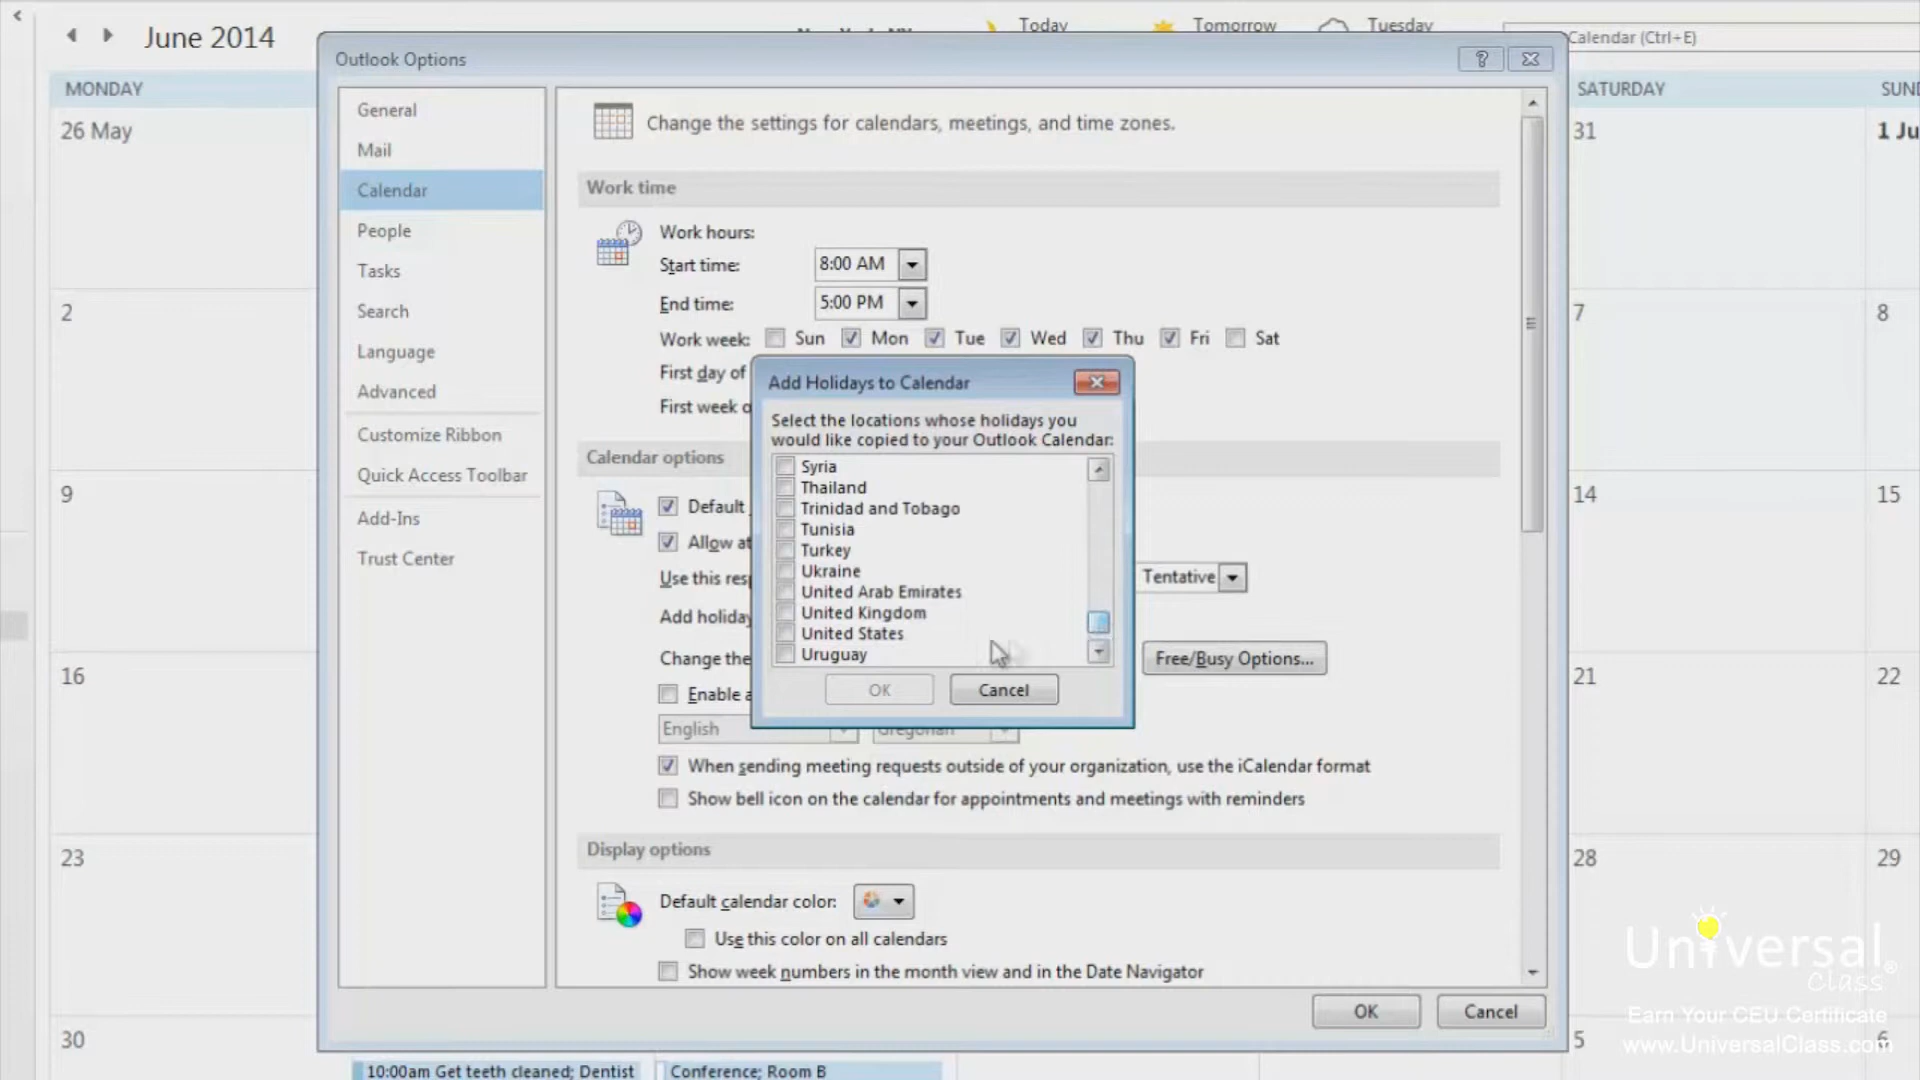 June 2014
Today
Tomorrow
Tuesday
Calendar (Ctrl+E)
Outlook Options
MONDAY
SATURDAY
26 May
31
2
7
8
9
14
15
16
21
22
23
28
29
30
5
6
General
Mail
Calendar
People
Tasks
Search
Language
Advanced
Customize Ribbon
Quick Access Toolbar
Add-Ins
Trust Center
Change the settings for calendars, meetings, and time zones.
Work time
Work hours:
Start time: 8:00 AM
End time: 5:00 PM
Work week: Sun Mon Tue Wed Thu Fri Sat
First day of
First week
Calendar options
Default
Allow
Use this
Tentative
Add
Change the
Free/Busy Options...
Enable
English
Gregorian
When sending meeting requests outside of your organization, use the iCalendar format
Show bell icon on the calendar for appointments and meetings with reminders
Display options
Default calendar color:
Use this color on all calendars
Show week numbers in the month view and in the Date Navigator
OK Cancel
Add Holidays to Calendar
Select the locations whose holidays you
would like copied to your Outlook Calendar:
Syria
Thailand
Trinidad and Tobago
Tunisia
Turkey
Ukraine
United Arab Emirates
United Kingdom
United States
Uruguay
OK Cancel
10:00am Get teeth cleaned; Dentist
Conference; Room B
Universal
Class®
Earn Your CEU Certificate
www.UniversalClass.com